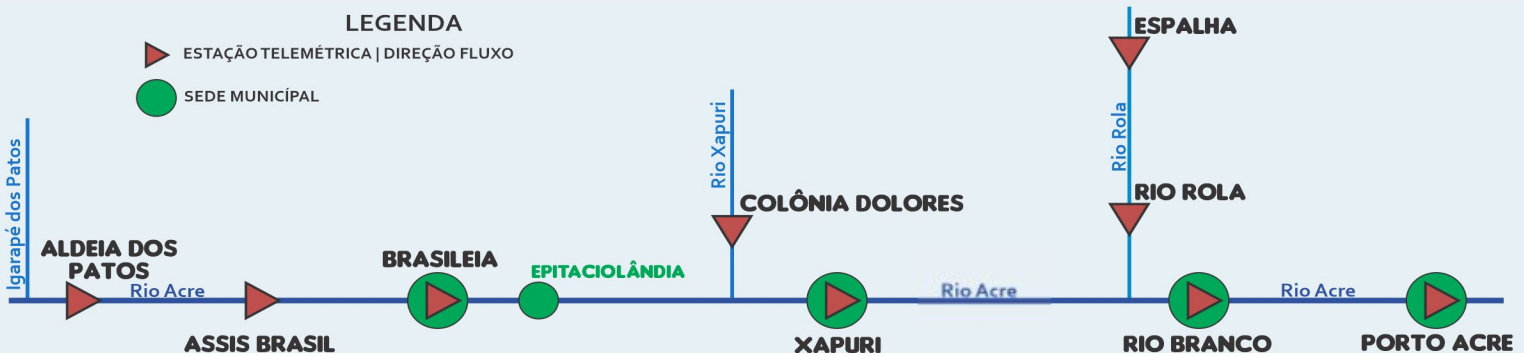 LEGENDA
ESTAÇÃO TELEMÉTRICA | DIREÇÃO FLUXO
SEDE MUNICÍPAL
Igarapé dos Patos
ALDEIA DOS
PATOS
Rio Acre
ASSIS BRASIL
BRASILEIA
EPITACIOLÂNDIA
Rio Xapuri
COLÔNIA DOLORES
XAPURI
Rio Acre
ESPALHA
Rio Rola
RIO ROLA
RIO BRANCO
Rio Acre
PORTO ACRE